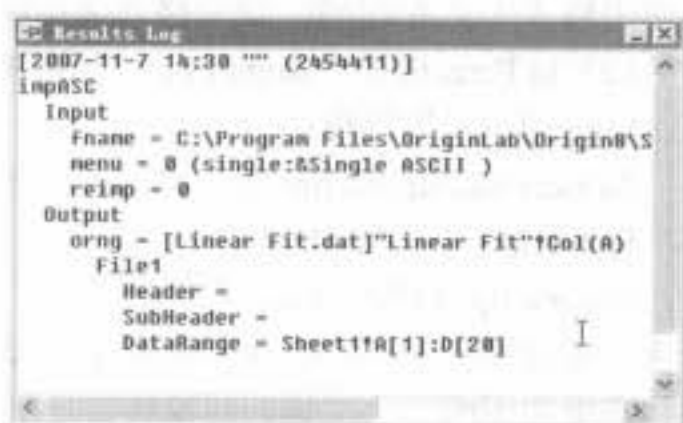 Results Log
[2007-11-7 14:30 "" (2454411)]
impASC
Input
Fname = C:\Program Files\OriginLab\Origin8\S
menu = 0 (single:&Single ASCII )
reimp = 0
Output
orng = [Linear Fit.dat]"Linear Fit"!Col(A)
File1
Header =
SubHeader =
DataRange = Sheet1!A[1]:D[20]